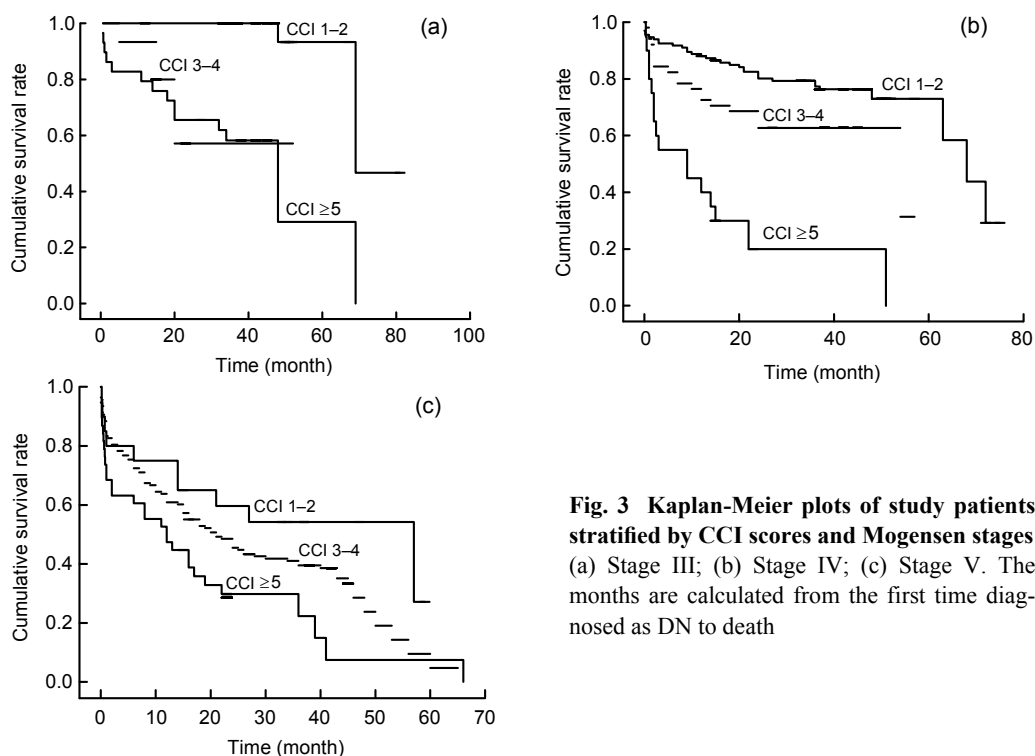 (a)
Cumulative survival rate
1.0
0.8
0.6
0.4
0.2
0.0
CCI 1–2
CCI 3–4
CCI ≥5
0 20 40 60 80 100
Time (month)
(b)
Cumulative survival rate
1.0
0.8
0.6
0.4
0.2
0.0
CCI 1–2
CCI 3–4
CCI ≥5
0 20 40 60 80
Time (month)
(c)
Cumulative survival rate
1.0
0.8
0.6
0.4
0.2
0.0
CCI 1–2
CCI 3–4
CCI ≥5
0 10 20 30 40 50 60 70
Time (month)
Fig. 3 Kaplan-Meier plots of study patients
stratified by CCI scores and Mogensen stages
(a) Stage III; (b) Stage IV; (c) Stage V. The
months are calculated from the first time diag-
nosed as DN to death